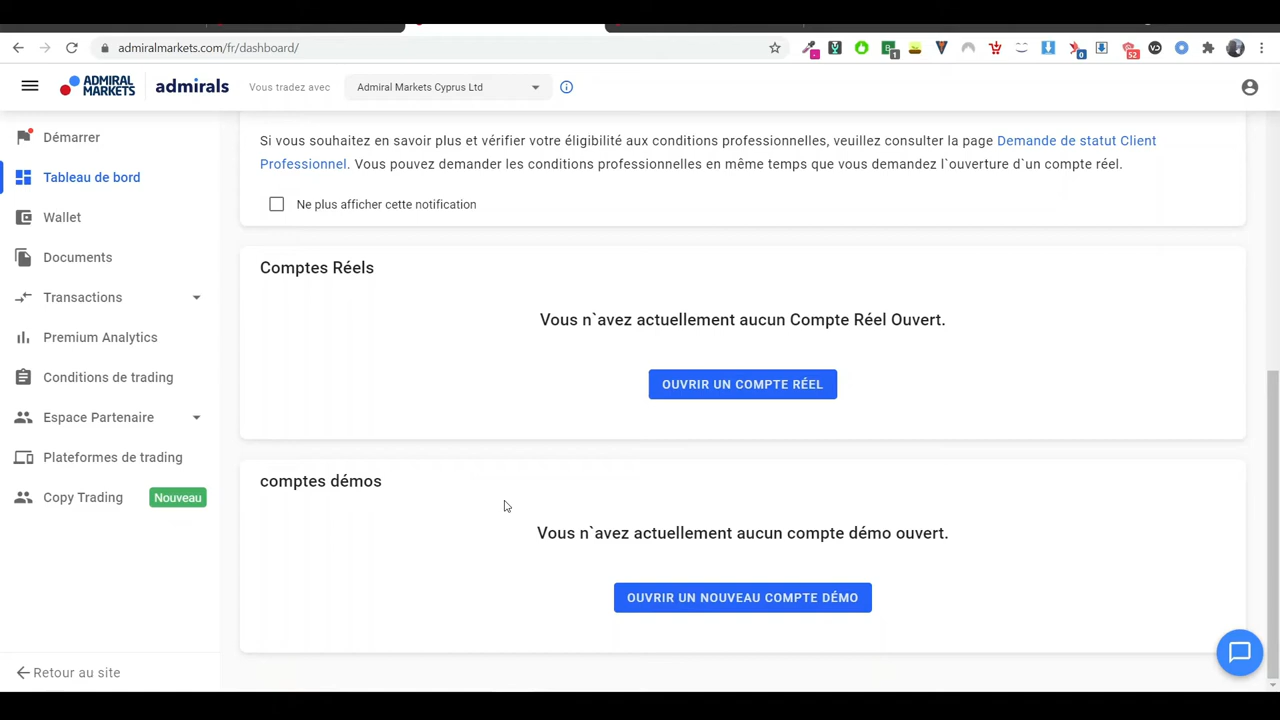 admiralmarkets.com/fr/dashboard/
1
0
52
ADMIRAL MARKETS
admirals
Vous tradez avec
Admiral Markets Cyprus Ltd
Démarrer
Tableau de bord
Wallet
Documents
Transactions
Premium Analytics
Conditions de trading
Espace Partenaire
Plateformes de trading
Copy Trading Nouveau
Retour au site
Si vous souhaitez en savoir plus et vérifier votre éligibilité aux conditions professionnelles, veuillez consulter la page Demande de statut Client
Professionnel. Vous pouvez demander les conditions professionnelles en même temps que vous demandez l`ouverture d`un compte réel.
Ne plus afficher cette notification
Comptes Réels
Vous n`avez actuellement aucun Compte Réel Ouvert.
OUVRIR UN COMPTE RÉEL
comptes démos
Vous n`avez actuellement aucun compte démo ouvert.
OUVRIR UN NOUVEAU COMPTE DÉMO